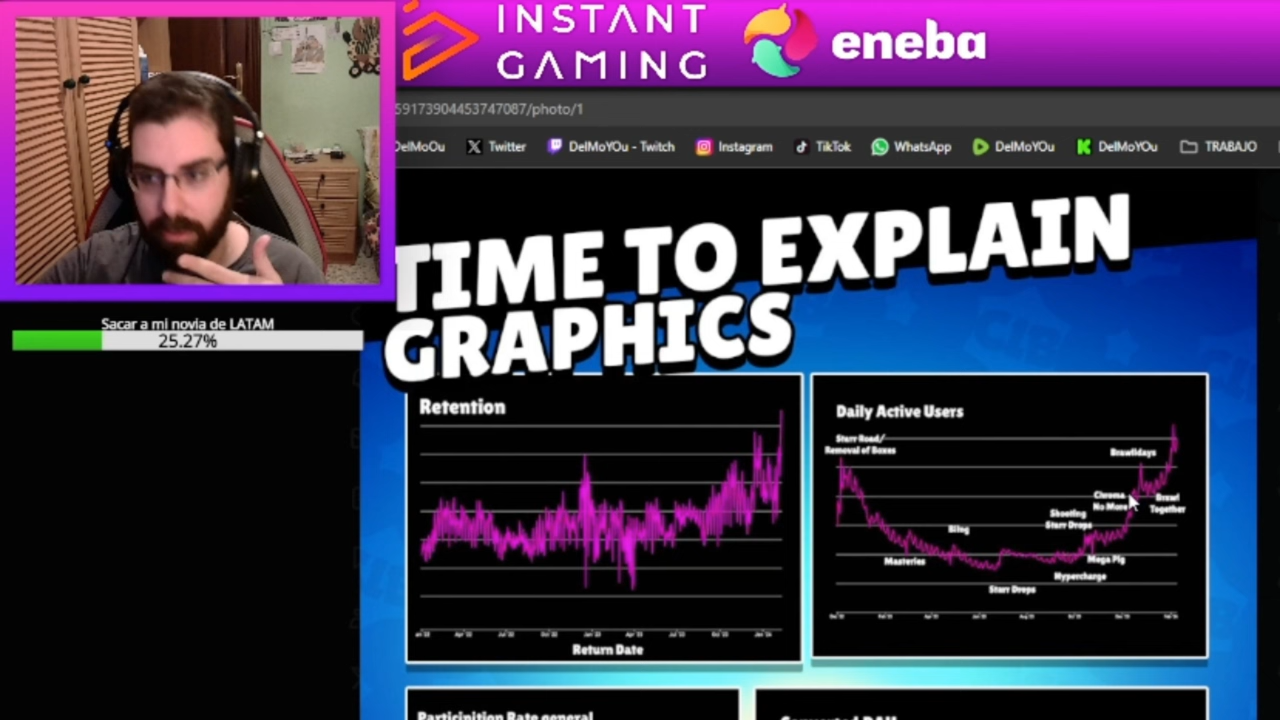 INSTANT
GAMING
eneba
59173904453747087/photo/1
DelMoOu
Twitter
DelMoYOu - Twitch
Instagram
TikTok
WhatsApp
DelMoYOu
DelMoYOu
TRABAJO
Sacar a mi novia de LATAM
25.27%
TIME TO EXPLAIN
GRAPHICS
Retention
Return Date
Daily Active Users
Starr Road/
Removal of Boxes
Brawlidays
Chroma
No More
Brawl
Together
Shooting
Starr Drops
Bling
Masteries
Mega Pig
Hypercharge
Starr Drops